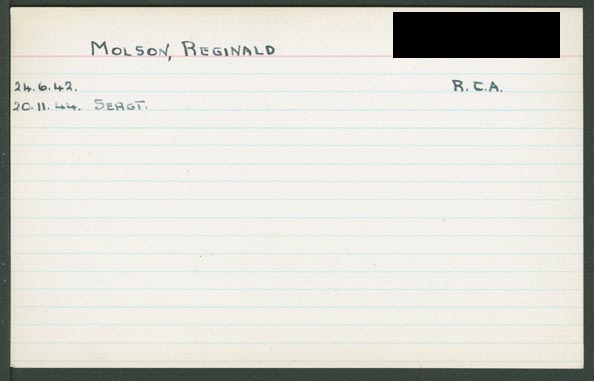 MOLSON, REGINALD
24.6.42. R.C.A.
20.11.44. SERGT.